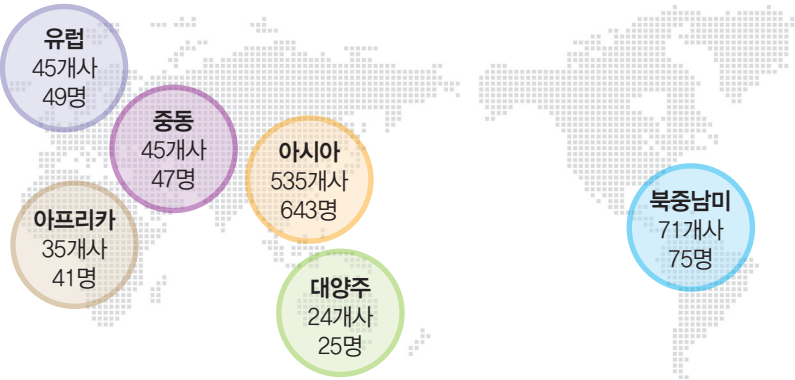 유럽
45개사
49명
중동
45개사
47명
아시아
535개사
643명
아프리카
35개사
41명
대양주
24개사
25명
북중남미
71개사
75명